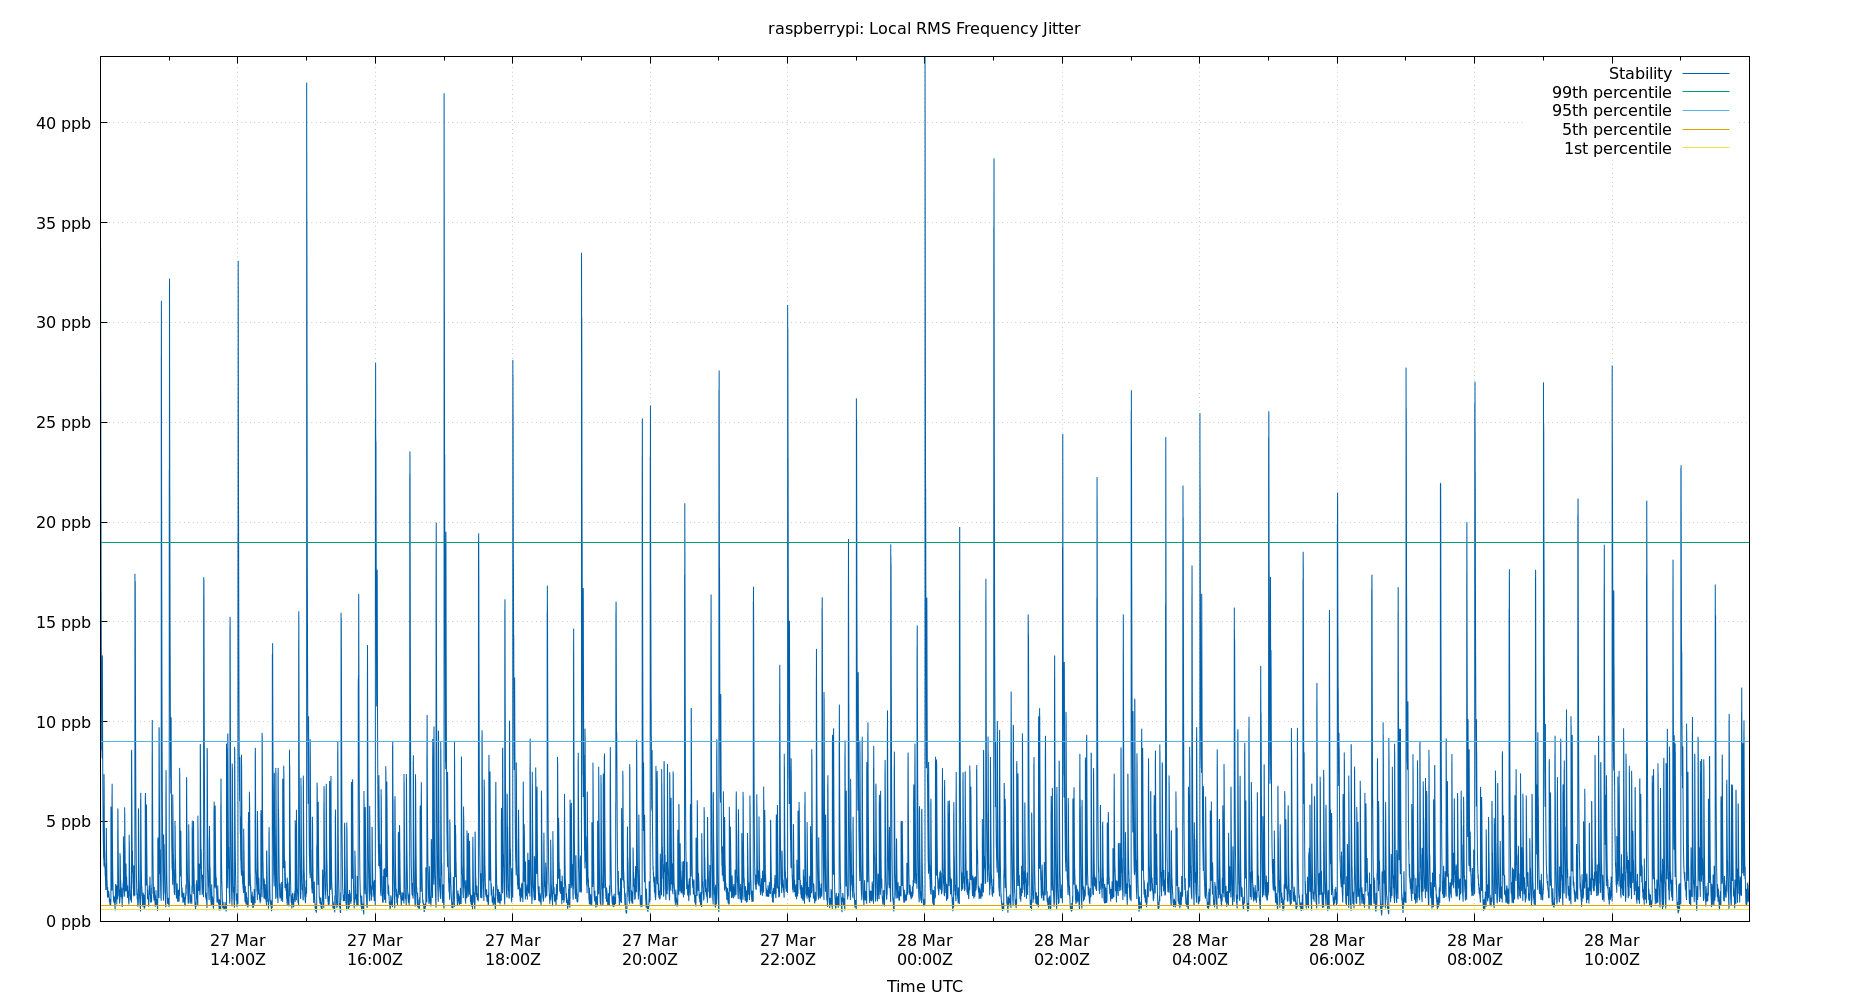 raspberrypi: Local RMS Frequency Jitter
Stability
99th percentile
95th percentile
5th percentile
1st percentile
40 ppb
35 ppb
30 ppb
25 ppb
20 ppb
15 ppb
10 ppb
5 ppb
0 ppb
27 Mar 27 Mar 27 Mar 27 Mar 27 Mar 28 Mar 28 Mar 28 Mar 28 Mar 28 Mar 28 Mar
14:00Z 16:00Z 18:00Z 20:00Z 22:00Z 00:00Z 02:00Z 04:00Z 06:00Z 08:00Z 10:00Z
Time UTC